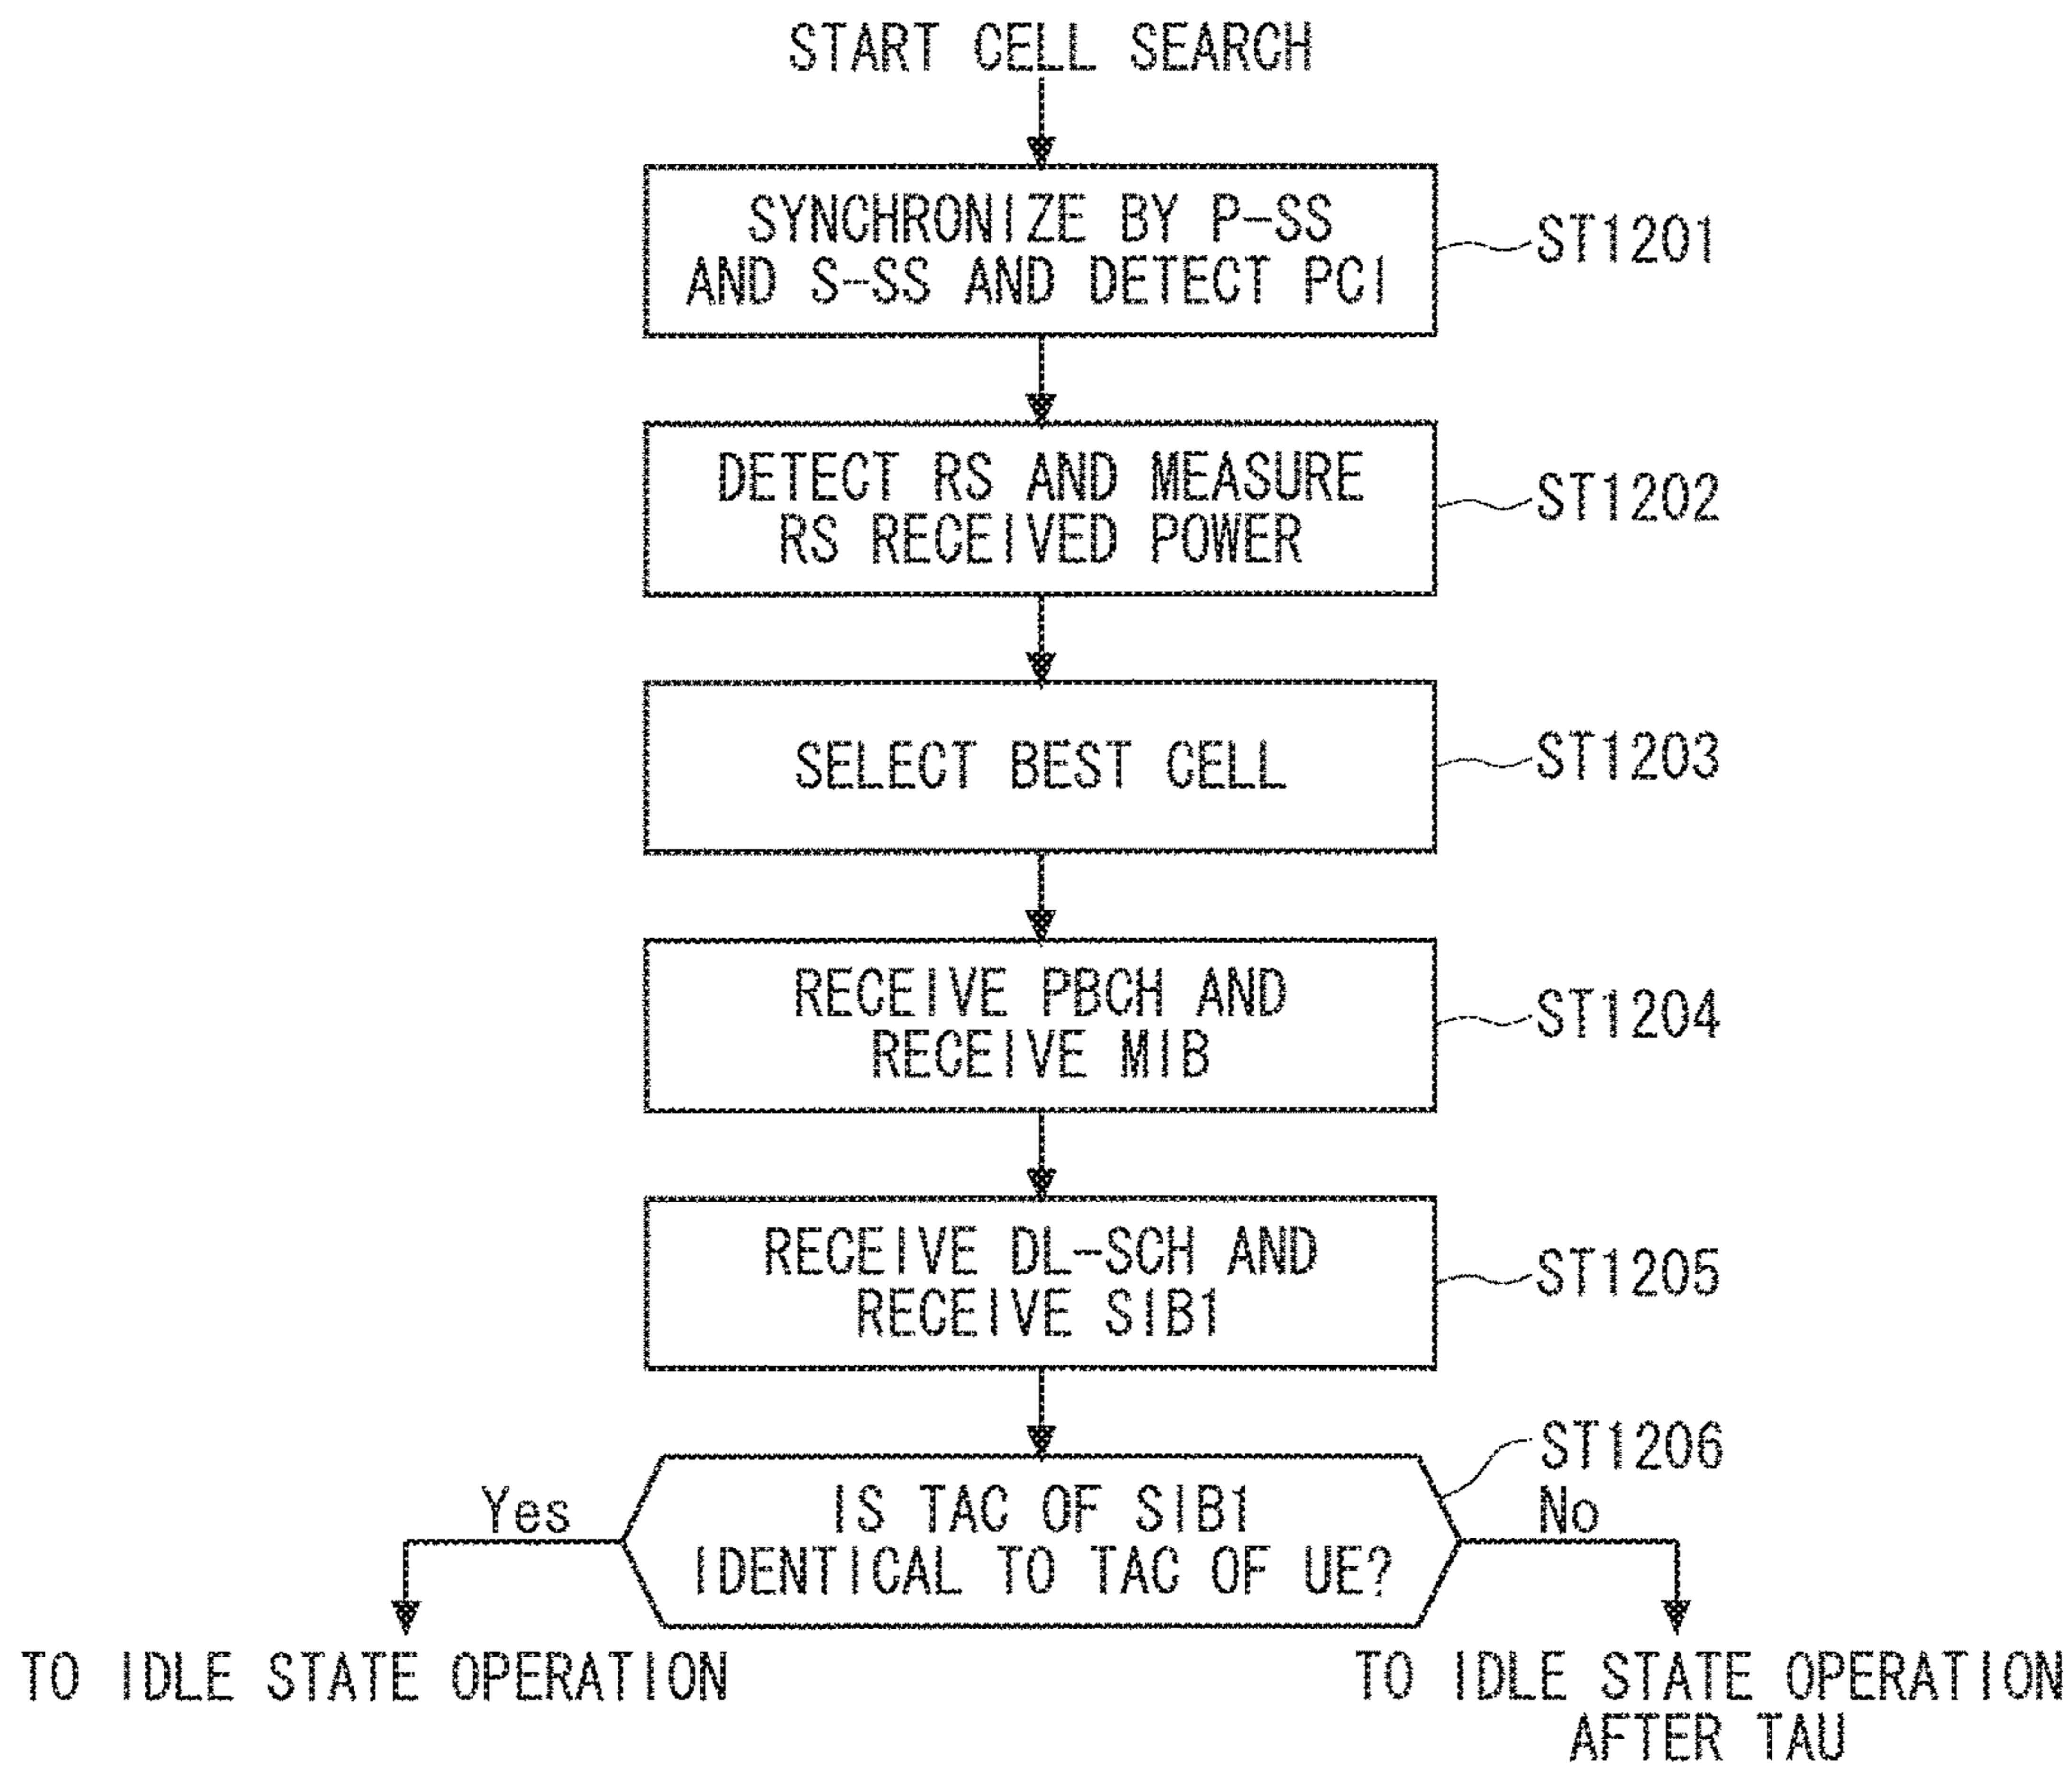 START CELL SEARCH
SYNCHRONIZE BY P-SS
AND S-SS AND DETECT PCI
ST1201
DETECT RS AND MEASURE
RS RECEIVED POWER
ST1202
SELECT BEST CELL
ST1203
RECEIVE PBCH AND
RECEIVE MIB
ST1204
RECEIVE DL-SCH AND
RECEIVE SIB1
ST1205
ST1206
Yes
IS TAC OF SIB1
IDENTICAL TO TAC OF UE?
No
TO IDLE STATE OPERATION
TO IDLE STATE OPERATION
AFTER TAU